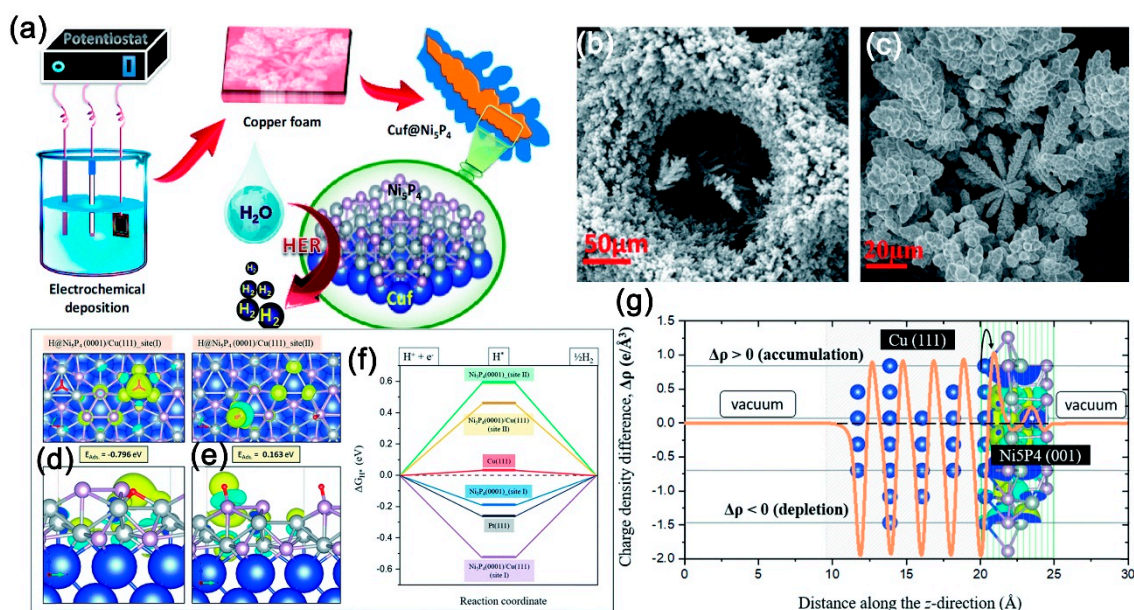 (a)
Potentiostat
Electrochemical
deposition
Copper foam
Cuf@Ni₅P₄
H₂O
HER
H₂
H₂
H₂
H₂
H₂
Ni₅P₄
Cuf
(b)
50μm
(c)
20μm
H@Ni₅P₄ (0001)/Cu(111)_site(I)
H@Ni₅P₄ (0001)/Cu(111)_site(II)
(d)
E_Ads. = -0.796 eV
(e)
E_Ads. = 0.163 eV
(f)
H⁺ + e⁻
H*
½H₂
0.6
0.4
0.2
0.0
-0.2
-0.4
-0.6
ΔG_H* (eV)
Ni₅P₄(0001)_(site II)
Ni₅P₄(0001)/Cu(111)
(site II)
Cu(111)
Ni₅P₄(0001)_(site I)
Pt(111)
Ni₅P₄(0001)/Cu(111)
(site I)
Reaction coordinate
(g)
Charge density difference, Δρ (e/Å³)
1.5
1.0
0.5
0.0
-0.5
-1.0
-1.5
-2.0
Δρ > 0 (accumulation)
Cu (111)
vacuum
vacuum
Ni5P4 (001)
Δρ < 0 (depletion)
0 5 10 15 20 25 30
Distance along the z-direction (Å)